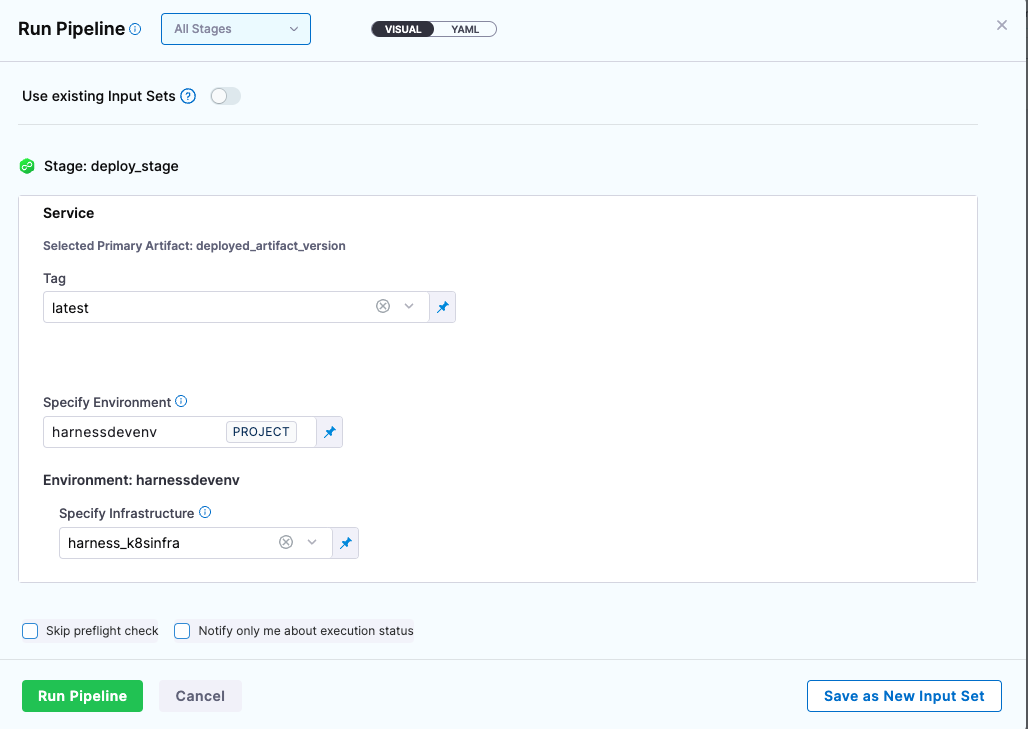 Run Pipeline All Stages VISUAL YAML
Use existing Input Sets
Stage: deploy_stage
Service
Selected Primary Artifact: deployed_artifact_version
Tag
latest
Specify Environment
harnessdevenv PROJECT
Environment: harnessdevenv
Specify Infrastructure
harness_k8sinfra
Skip preflight check Notify only me about execution status
Run Pipeline Cancel Save as New Input Set